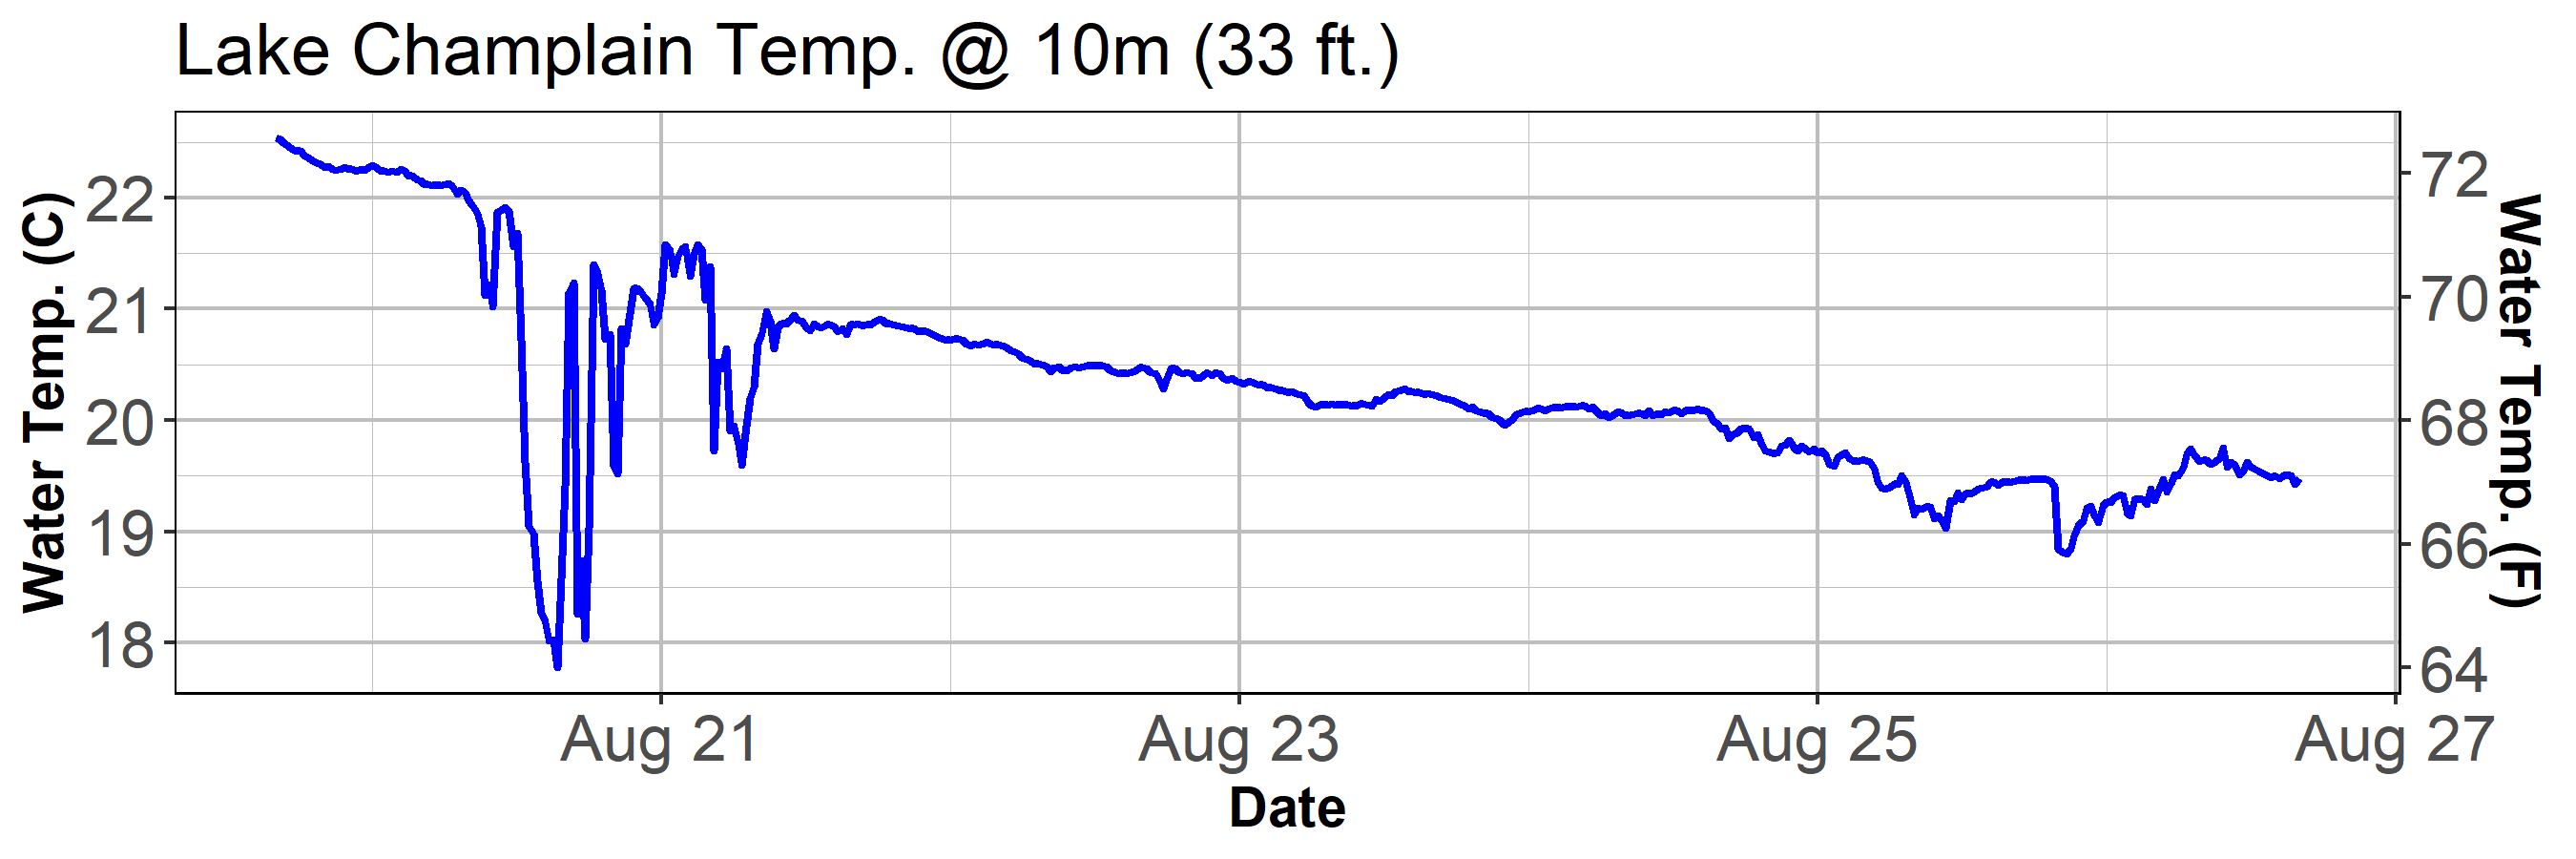 Lake Champlain Temp. @ 10m (33 ft.)
Water Temp. (C)
22
21
20
19
18
72
70
68
66
64
Water Temp. (F)
Aug 21 Aug 23 Aug 25 Aug 27
Date